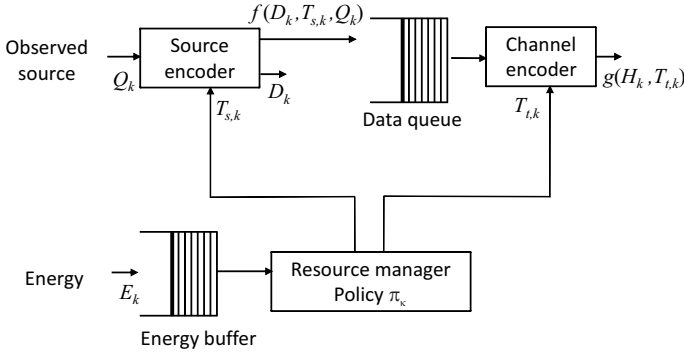 f(D_k, T_{s,k}, Q_k)
Observed
source
Source
encoder
Channel
encoder
Q_k
D_k
g(H_k, T_{t,k})
T_{s,k}
Data queue
T_{t,k}
Energy
E_k
Resource manager
Policy π_κ
Energy buffer